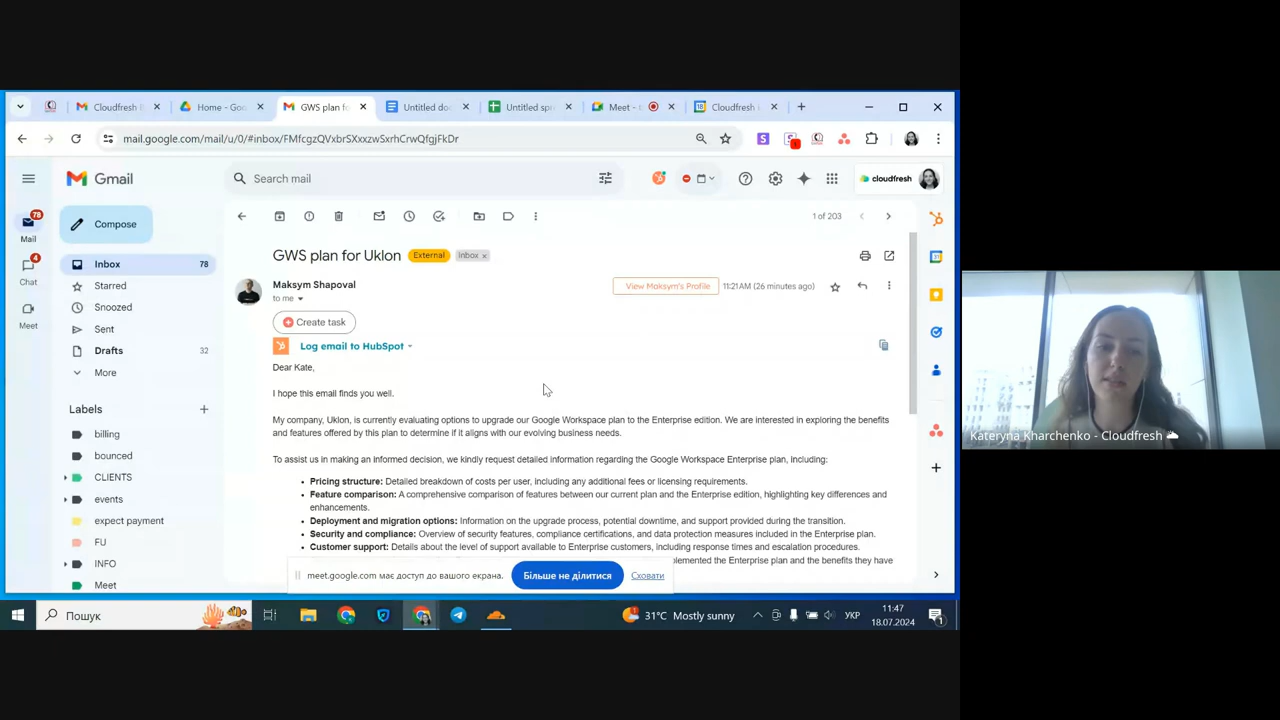 Cloudfresh
Home - Goo
GWS plan fo
Untitled doc
Untitled spr
Meet - t
Cloudfresh
mail.google.com/mail/u/0/#inbox/FMfcgzQVxbrSXxxzwSxrhCrwQfgjFkDr
Gmail
Search mail
cloudfresh
78
Mail
4
Chat
Meet
Compose
Inbox 78
Starred
Snoozed
Sent
Drafts 32
More
Labels
billing
bounced
CLIENTS
events
expect payment
FU
INFO
Meet
1 of 203
GWS plan for Uklon External Inbox x
Maksym Shapoval View Maksym's Profile 11:21 AM (26 minutes ago)
to me
Create task
Log email to HubSpot
Dear Kate,
I hope this email finds you well.
My company, Uklon, is currently evaluating options to upgrade our Google Workspace plan to the Enterprise edition. We are interested in exploring the benefits
and features offered by this plan to determine if it aligns with our evolving business needs.
To assist us in making an informed decision, we kindly request detailed information regarding the Google Workspace Enterprise plan, including:
• Pricing structure: Detailed breakdown of costs per user, including any additional fees or licensing requirements.
• Feature comparison: A comprehensive comparison of features between our current plan and the Enterprise edition, highlighting key differences and
enhancements.
• Deployment and migration options: Information on the upgrade process, potential downtime, and support provided during the transition.
• Security and compliance: Overview of security features, compliance certifications, and data protection measures included in the Enterprise plan.
• Customer support: Details about the level of support available to Enterprise customers, including response times and escalation procedures.
plemented the Enterprise plan and the benefits they have
meet.google.com має доступ до вашого екрана. Більше не ділитися Сховати
Пошук
31°C Mostly sunny
УКР
11:47
18.07.2024
1
Kateryna Kharchenko - Cloudfresh